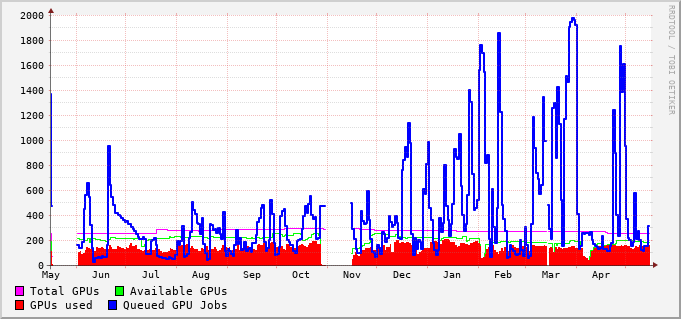 2000
1800
1600
1400
1200
1000
800
600
400
200
0
May Jun Jul Aug Sep Oct Nov Dec Jan Feb Mar Apr
Total GPUs Available GPUs
GPUs used Queued GPU Jobs
RRDTOOL / TOBI OETIKER